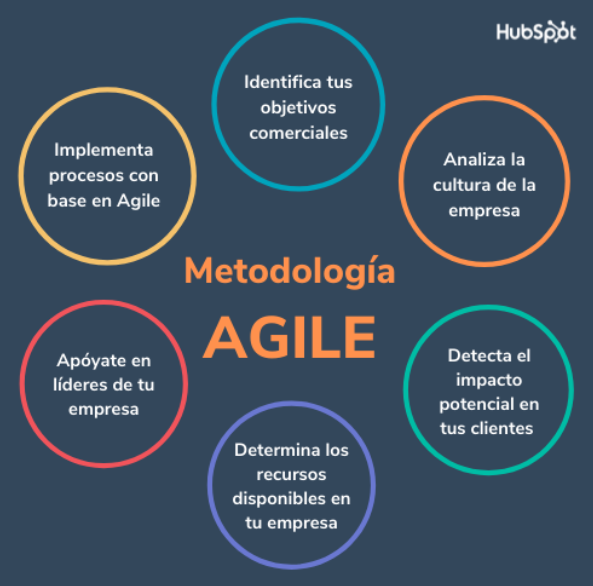 HubSpot
Identifica tus
objetivos
comerciales
Analiza la
cultura de la
empresa
Detecta el
impacto
potencial en
tus clientes
Determina los
recursos
disponibles en
tu empresa
Apóyate en
líderes de tu
empresa
Implementa
procesos con
base en Agile
Metodología
AGILE